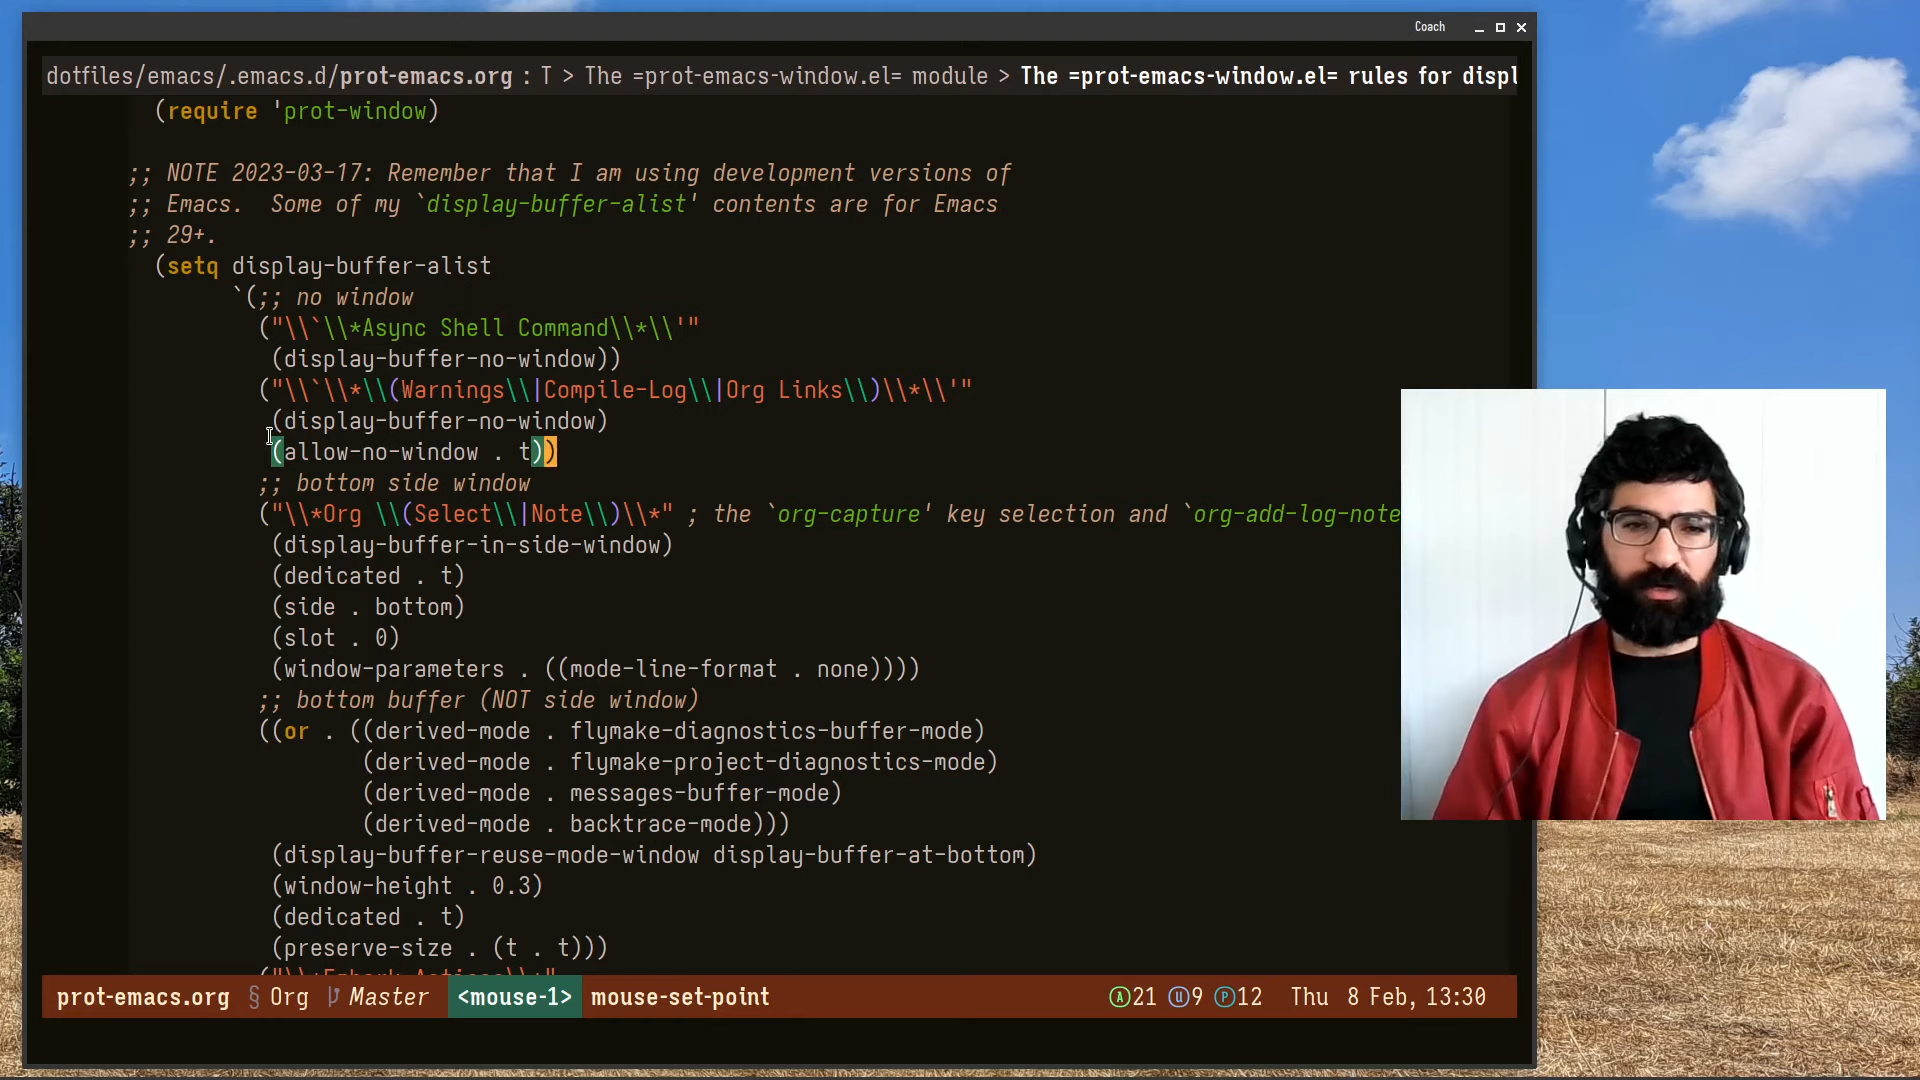 Coach
dotfiles/emacs/.emacs.d/prot-emacs.org : T > The =prot-emacs-window.el= module > The =prot-emacs-window.el= rules for displ
(require 'prot-window)
;; NOTE 2023-03-17: Remember that I am using development versions of
;; Emacs.  Some of my `display-buffer-alist' contents are for Emacs
;; 29+.
(setq display-buffer-alist
`(;; no window
("\\`\\*Async Shell Command\\*\\'"
(display-buffer-no-window))
("\\`\\*\\(Warnings\\|Compile-Log\\|Org Links\\)\\*\\'"
(display-buffer-no-window)
(allow-no-window . t))
;; bottom side window
("\\*Org \\(Select\\|Note\\)\\*" ; the `org-capture' key selection and `org-add-log-note
(display-buffer-in-side-window)
(dedicated . t)
(side . bottom)
(slot . 0)
(window-parameters . ((mode-line-format . none))))
;; bottom buffer (NOT side window)
((or . ((derived-mode . flymake-diagnostics-buffer-mode)
(derived-mode . flymake-project-diagnostics-mode)
(derived-mode . messages-buffer-mode)
(derived-mode . backtrace-mode)))
(display-buffer-reuse-mode-window display-buffer-at-bottom)
(window-height . 0.3)
(dedicated . t)
(preserve-size . (t . t)))
("\\*Embark Actions\\*"
prot-emacs.org § Org Master <mouse-1> mouse-set-point A21 U9 P12 Thu 8 Feb, 13:30